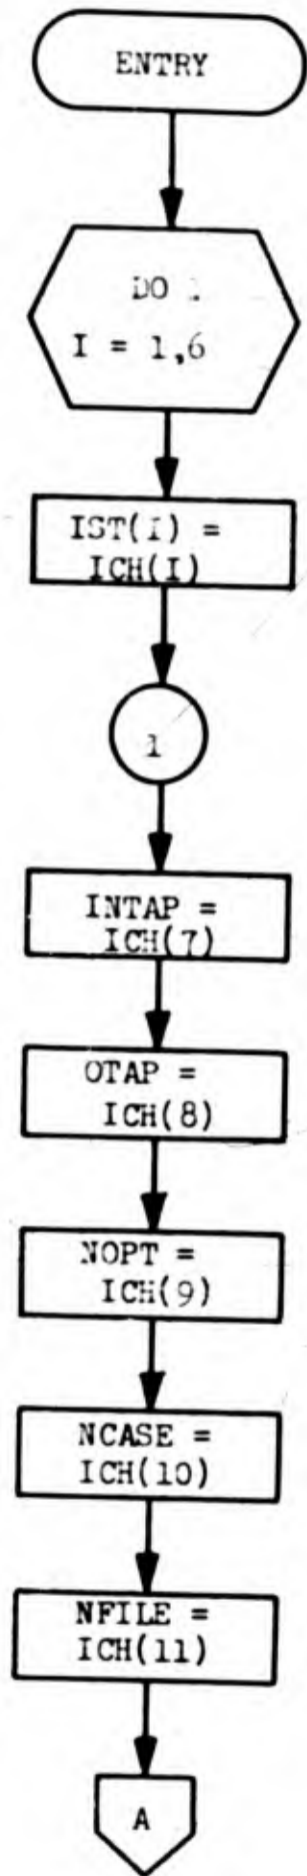 ENTRY
DO
I = 1,6
IST(I) =
ICH(I)
1
INTAP =
ICH(7)
OTAP =
ICH(8)
NOPT =
ICH(9)
NCASE =
ICH(10)
NFILE =
ICH(11)
A